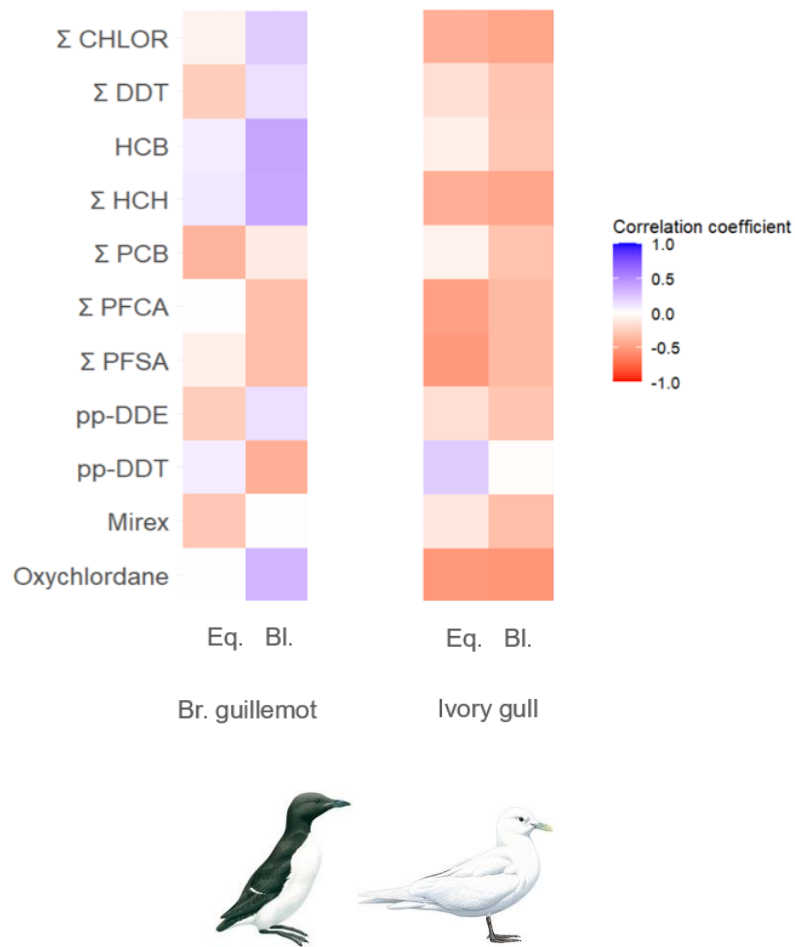 Σ CHLOR
Σ DDT
HCB
Σ HCH
Σ PCB
Σ PFCA
Σ PFSA
pp-DDE
pp-DDT
Mirex
Oxychlordane
Correlation coefficient
1.0
0.5
0.0
-0.5
-1.0
Eq. Bl. Eq. Bl.
Br. guillemot Ivory gull